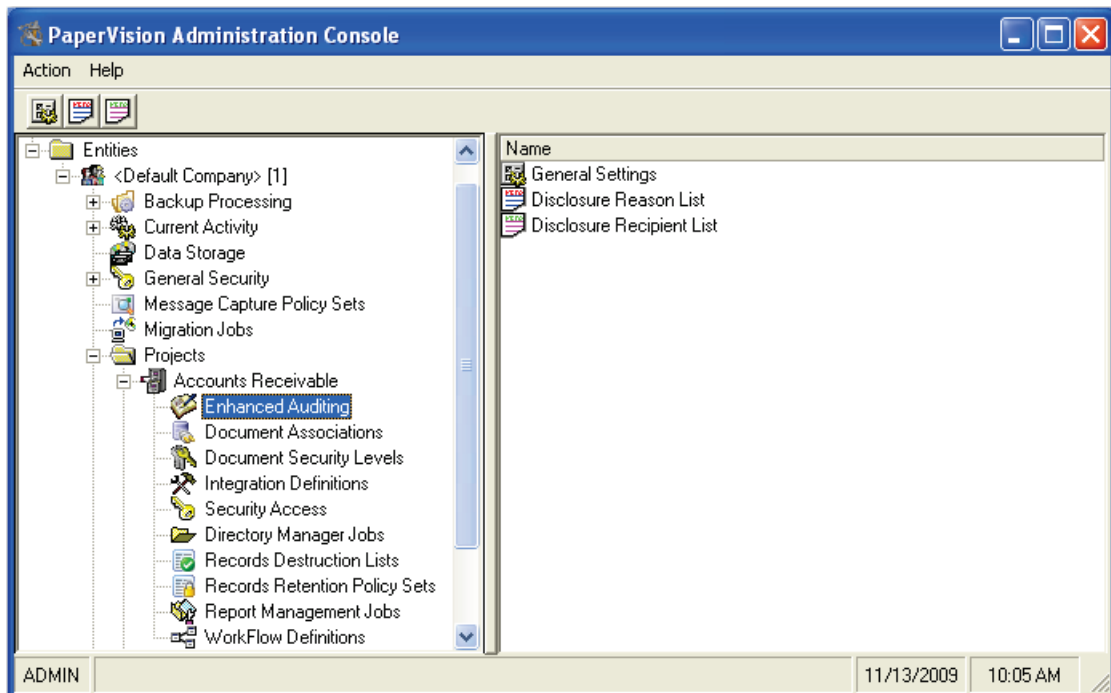 PaperVision Administration Console
Action Help
Entities
<Default Company> [1]
Backup Processing
Current Activity
Data Storage
General Security
Message Capture Policy Sets
Migration Jobs
Projects
Accounts Receivable
Enhanced Auditing
Document Associations
Document Security Levels
Integration Definitions
Security Access
Directory Manager Jobs
Records Destruction Lists
Records Retention Policy Sets
Report Management Jobs
WorkFlow Definitions
Name
General Settings
Disclosure Reason List
Disclosure Recipient List
ADMIN 11/13/2009 10:05 AM